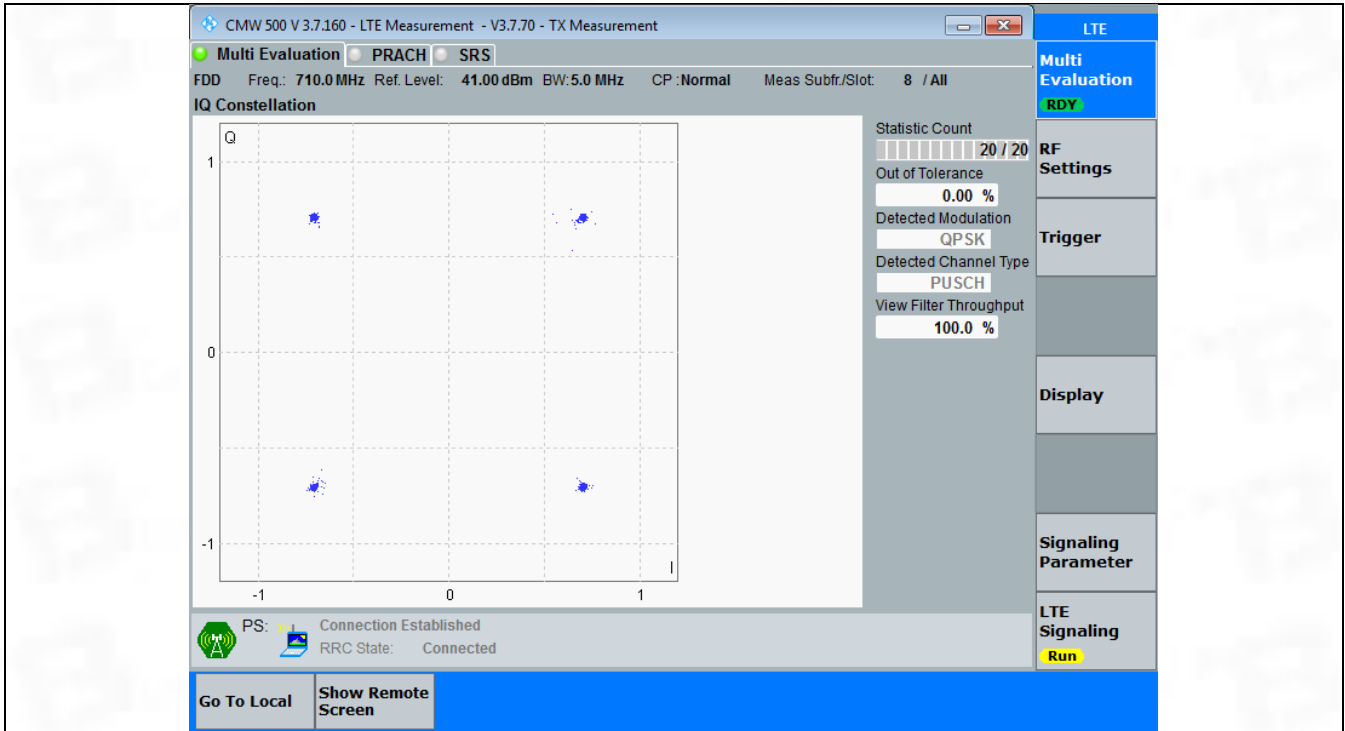 CMW 500 V 3.7.160 - LTE Measurement - V3.7.70 - TX Measurement
LTE
Multi Evaluation PRACH SRS
FDD Freq.: 710.0 MHz Ref. Level: 41.00 dBm BW: 5.0 MHz CP : Normal Meas Subfr./Slot: 8 / All
IQ Constellation
Q
1
0
-1
I
-1 0 1
Statistic Count
20 / 20
Out of Tolerance
0.00 %
Detected Modulation
QPSK
Detected Channel Type
PUSCH
View Filter Throughput
100.0 %
Multi
Evaluation
RDY
RF
Settings
Trigger
Display
Signaling
Parameter
LTE
Signaling
Run
PS: Connection Established
RRC State: Connected
Go To Local
Show Remote
Screen